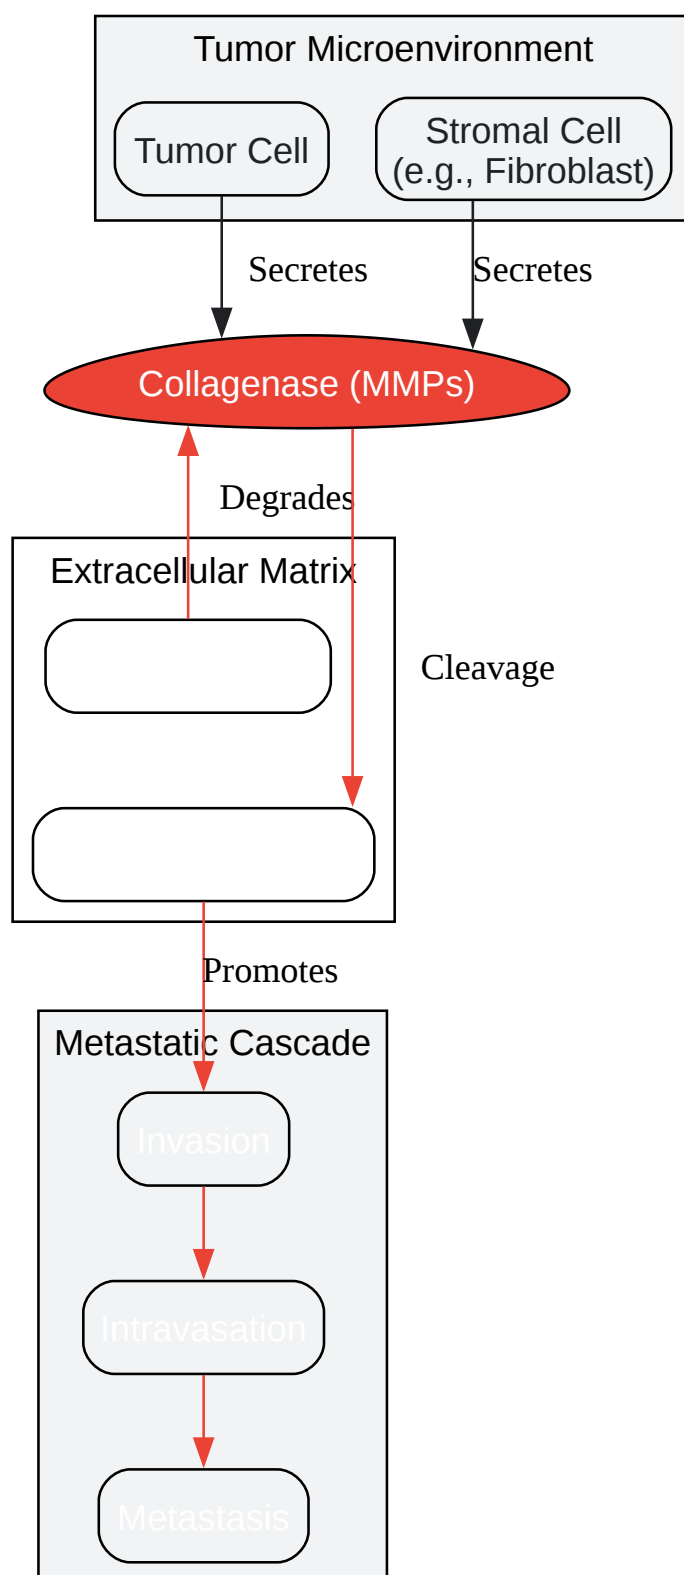 Tumor Microenvironment
Tumor Cell
Stromal Cell
(e.g., Fibroblast)
Secretes
Secretes
Collagenase (MMPs)
Degrades
Extracellular Matrix
Cleavage
Promotes
Metastatic Cascade
Invasion
Intravasation
Metastasis